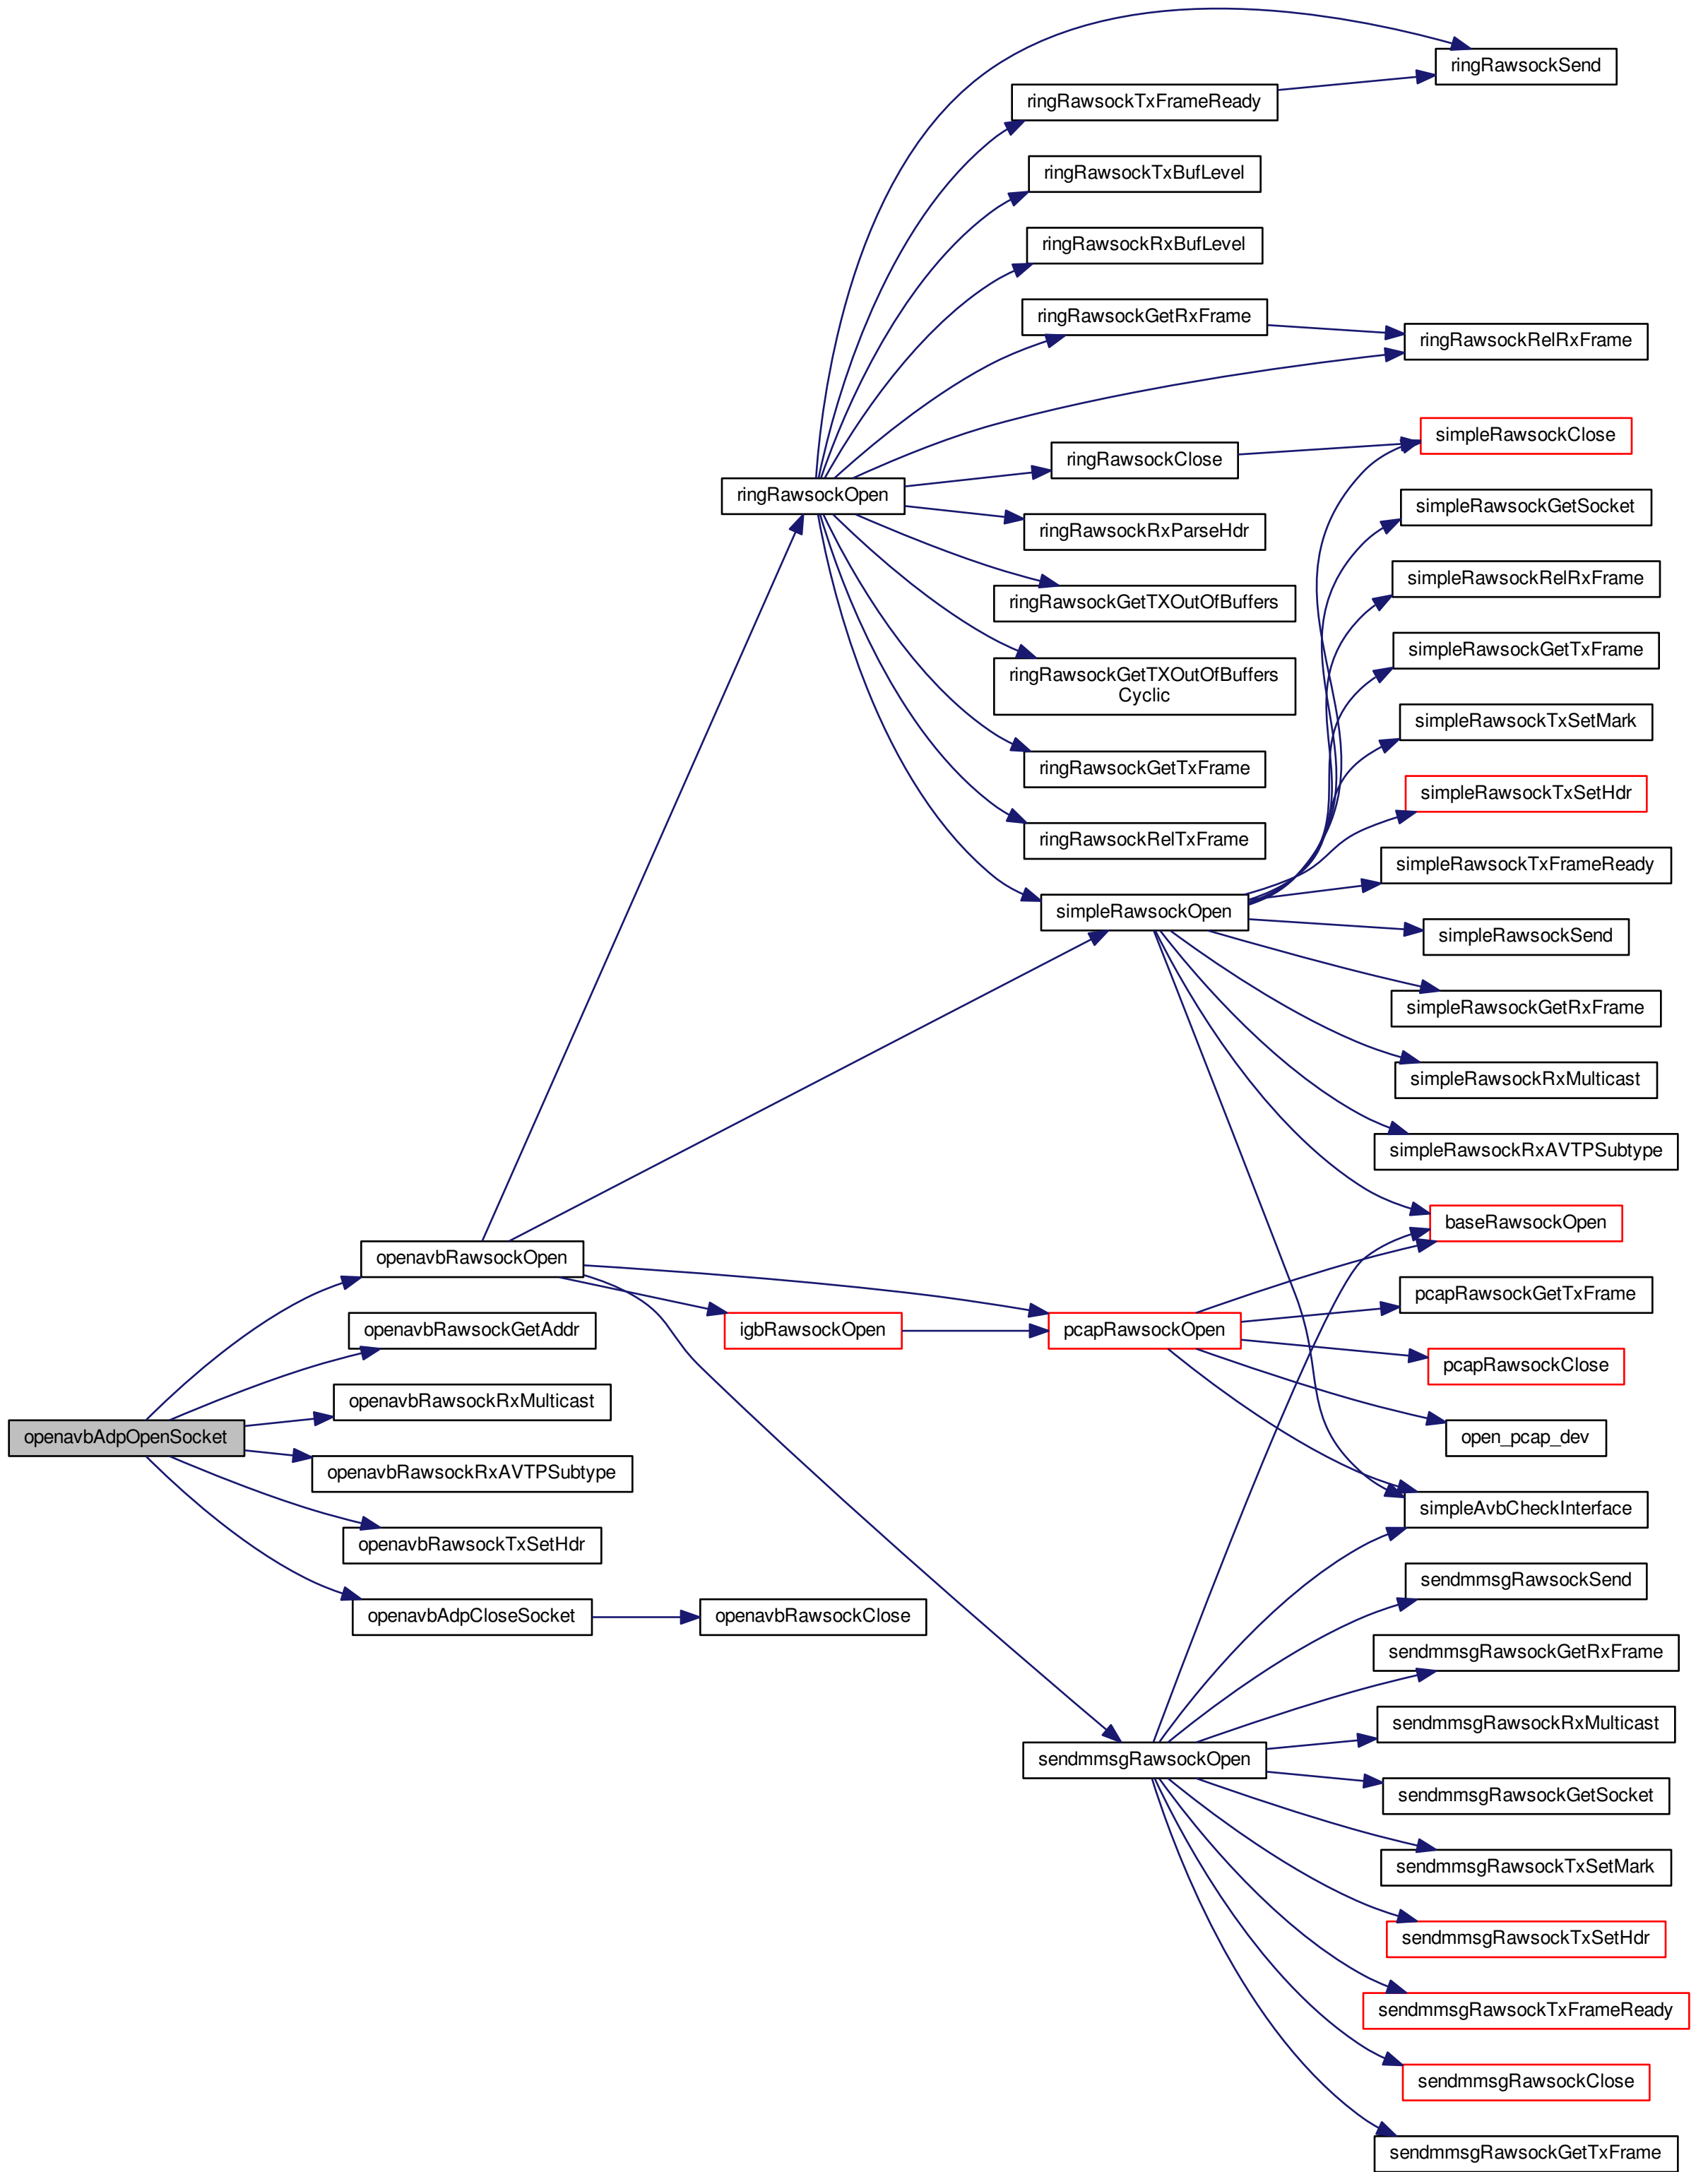 ringRawsockSend
ringRawsockTxFrameReady
ringRawsockTxBufLevel
ringRawsockRxBufLevel
ringRawsockGetRxFrame
ringRawsockRelRxFrame
simpleRawsockClose
ringRawsockClose
ringRawsockOpen
simpleRawsockGetSocket
ringRawsockRxParseHdr
simpleRawsockRelRxFrame
ringRawsockGetTXOutOfBuffers
simpleRawsockGetTxFrame
ringRawsockGetTXOutOfBuffers
Cyclic
simpleRawsockTxSetMark
ringRawsockGetTxFrame
simpleRawsockTxSetHdr
ringRawsockRelTxFrame
simpleRawsockTxFrameReady
simpleRawsockOpen
simpleRawsockSend
simpleRawsockGetRxFrame
simpleRawsockRxMulticast
simpleRawsockRxAVTPSubtype
baseRawsockOpen
openavbRawsockOpen
pcapRawsockGetTxFrame
openavbRawsockGetAddr
igbRawsockOpen
pcapRawsockOpen
pcapRawsockClose
openavbRawsockRxMulticast
openavbAdpOpenSocket
open_pcap_dev
openavbRawsockRxAVTPSubtype
simpleAvbCheckInterface
openavbRawsockTxSetHdr
sendmmsgRawsockSend
openavbAdpCloseSocket
openavbRawsockClose
sendmmsgRawsockGetRxFrame
sendmmsgRawsockRxMulticast
sendmmsgRawsockOpen
sendmmsgRawsockGetSocket
sendmmsgRawsockTxSetMark
sendmmsgRawsockTxSetHdr
sendmmsgRawsockTxFrameReady
sendmmsgRawsockClose
sendmmsgRawsockGetTxFrame